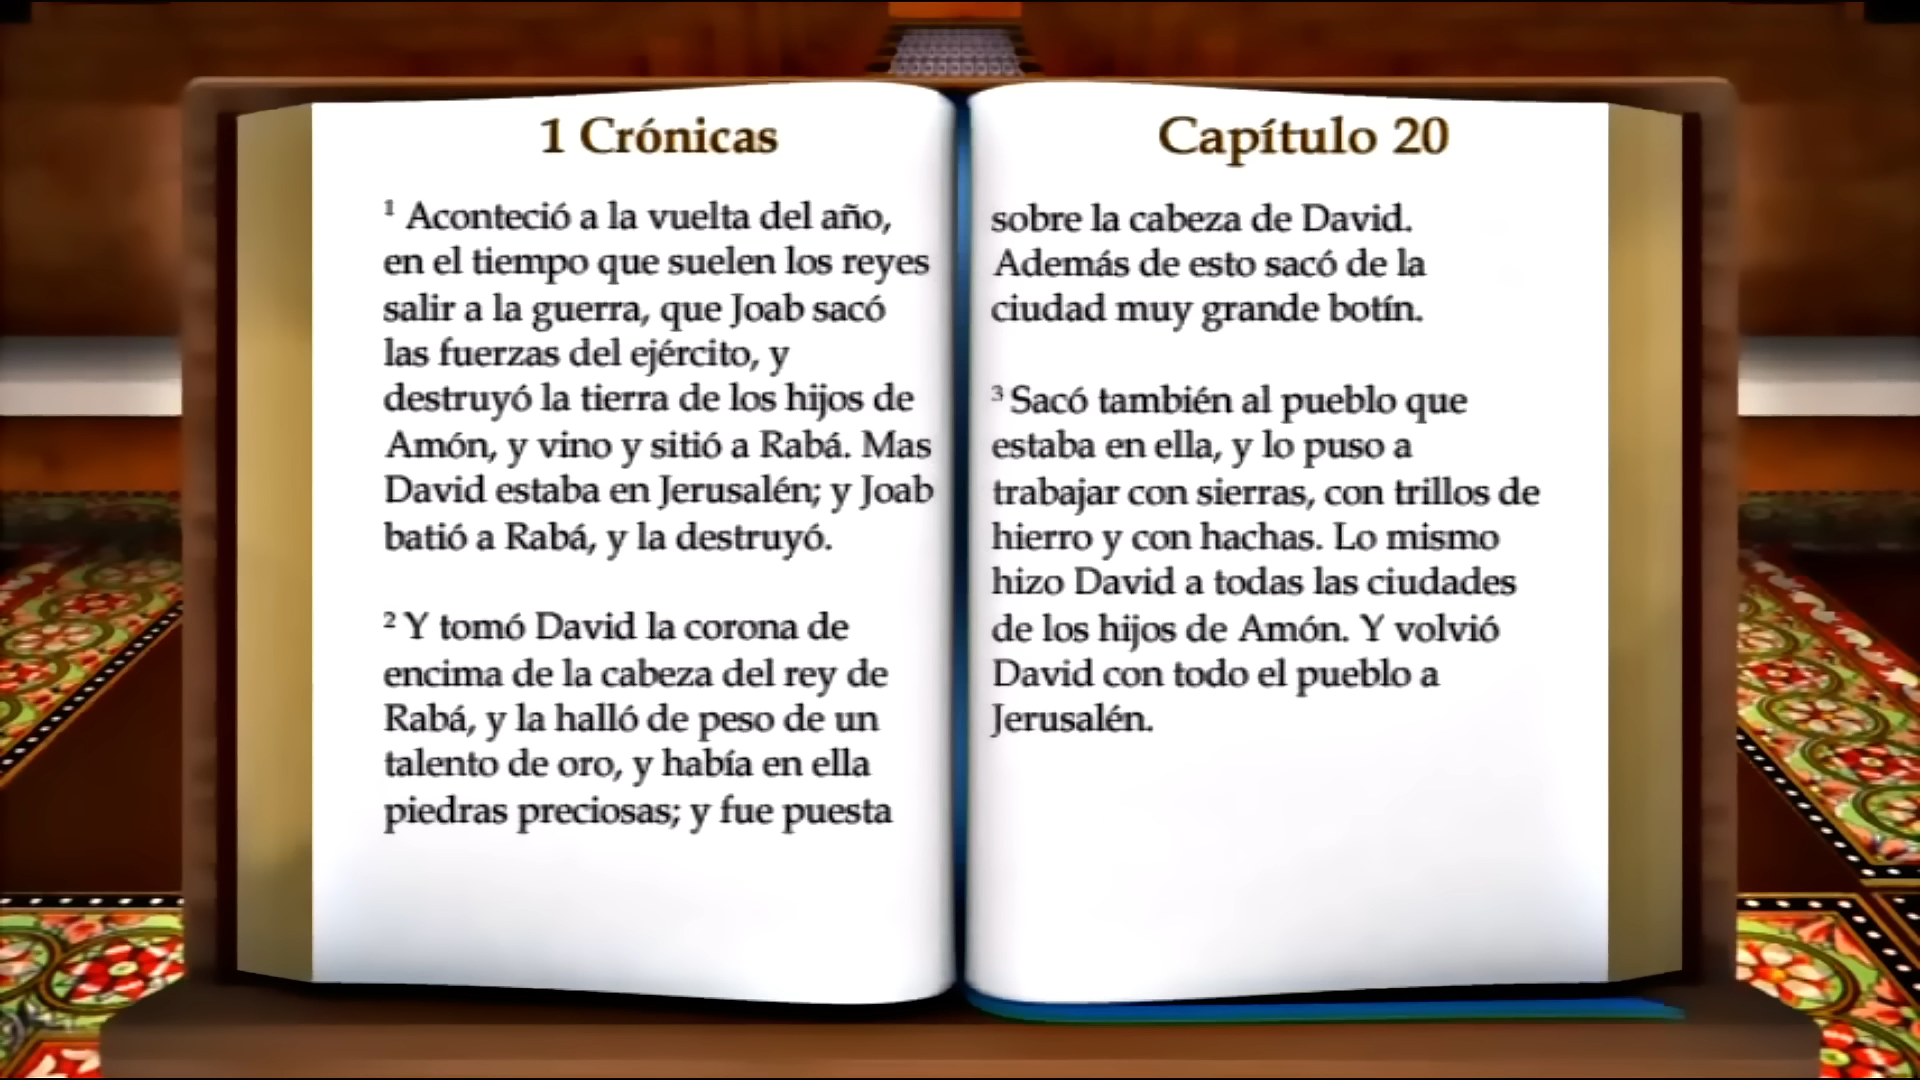 1 Crónicas
¹ Aconteció a la vuelta del año,
en el tiempo que suelen los reyes
salir a la guerra, que Joab sacó
las fuerzas del ejército, y
destruyó la tierra de los hijos de
Amón, y vino y sitió a Rabá. Mas
David estaba en Jerusalén; y Joab
batió a Rabá, y la destruyó.
² Y tomó David la corona de
encima de la cabeza del rey de
Rabá, y la halló de peso de un
talento de oro, y había en ella
piedras preciosas; y fue puesta
Capítulo 20
sobre la cabeza de David.
Además de esto sacó de la
ciudad muy grande botín.
³ Sacó también al pueblo que
estaba en ella, y lo puso a
trabajar con sierras, con trillos de
hierro y con hachas. Lo mismo
hizo David a todas las ciudades
de los hijos de Amón. Y volvió
David con todo el pueblo a
Jerusalén.